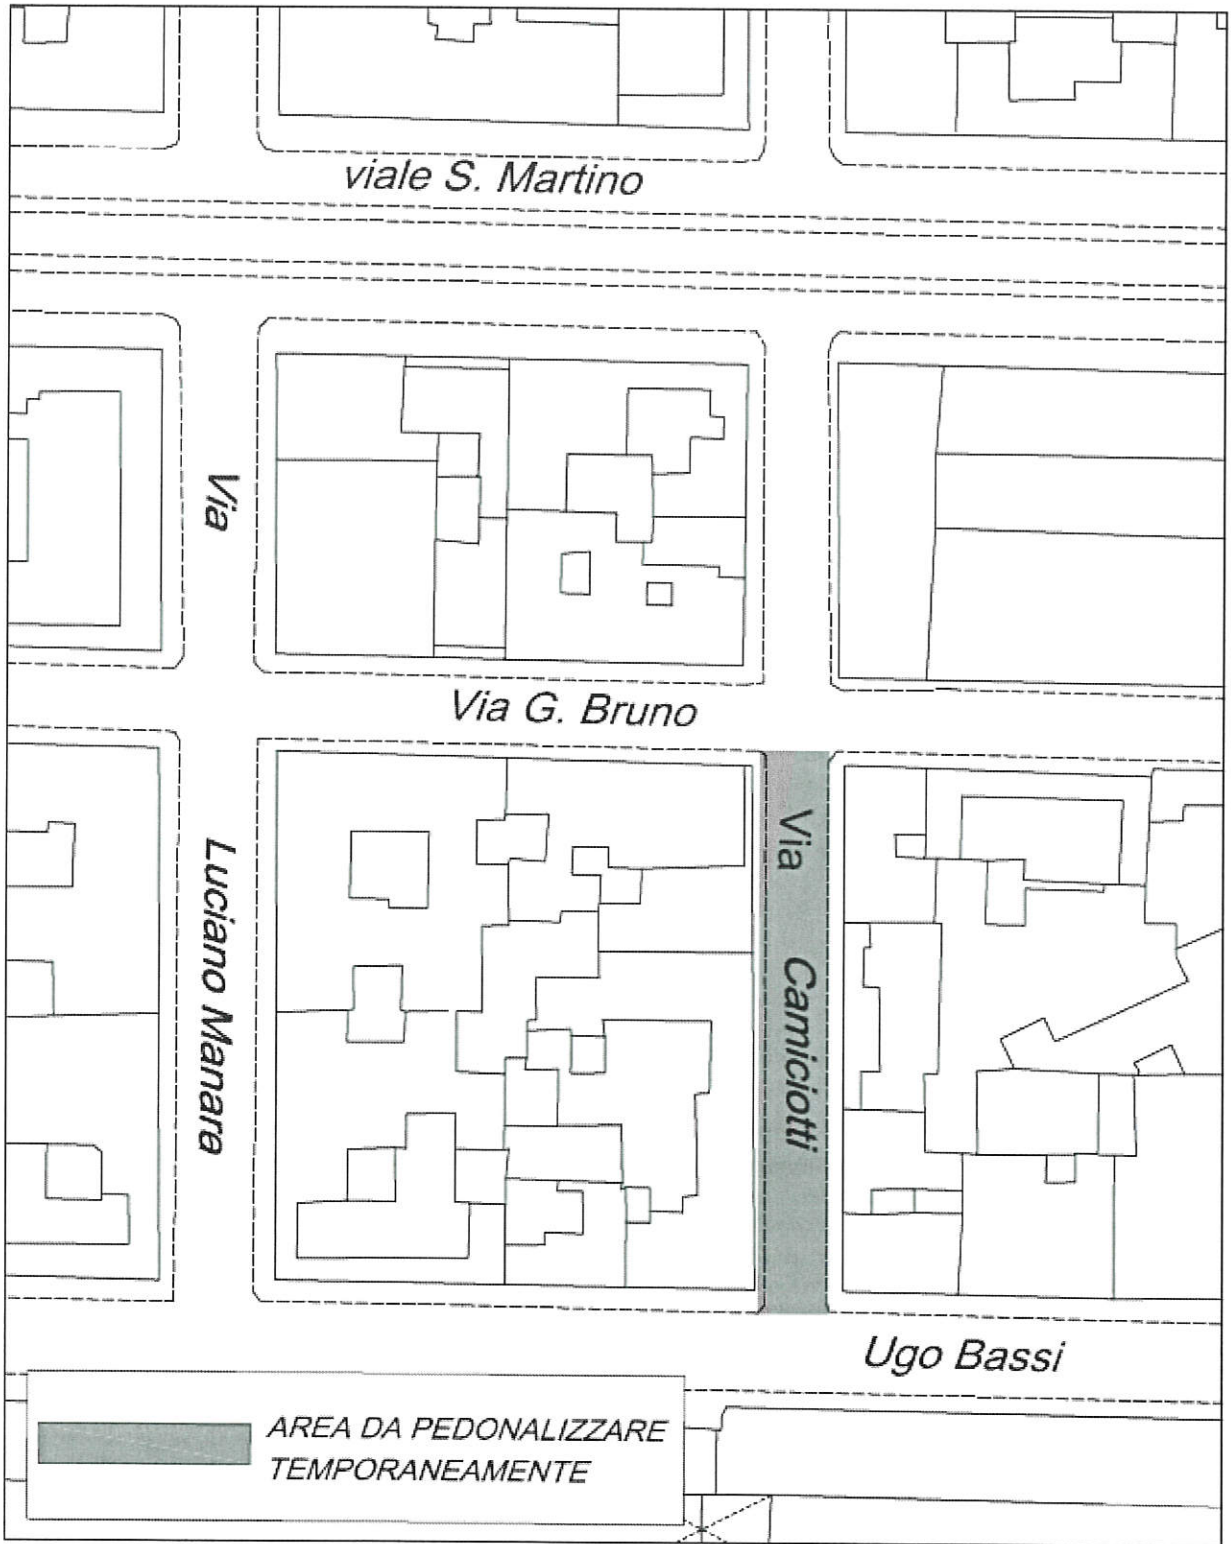 viale S. Martino
Via
Luciano Manara
Via G. Bruno
Via Camiciotti
Ugo Bassi
AREA DA PEDONALIZZARE
TEMPORANEAMENTE